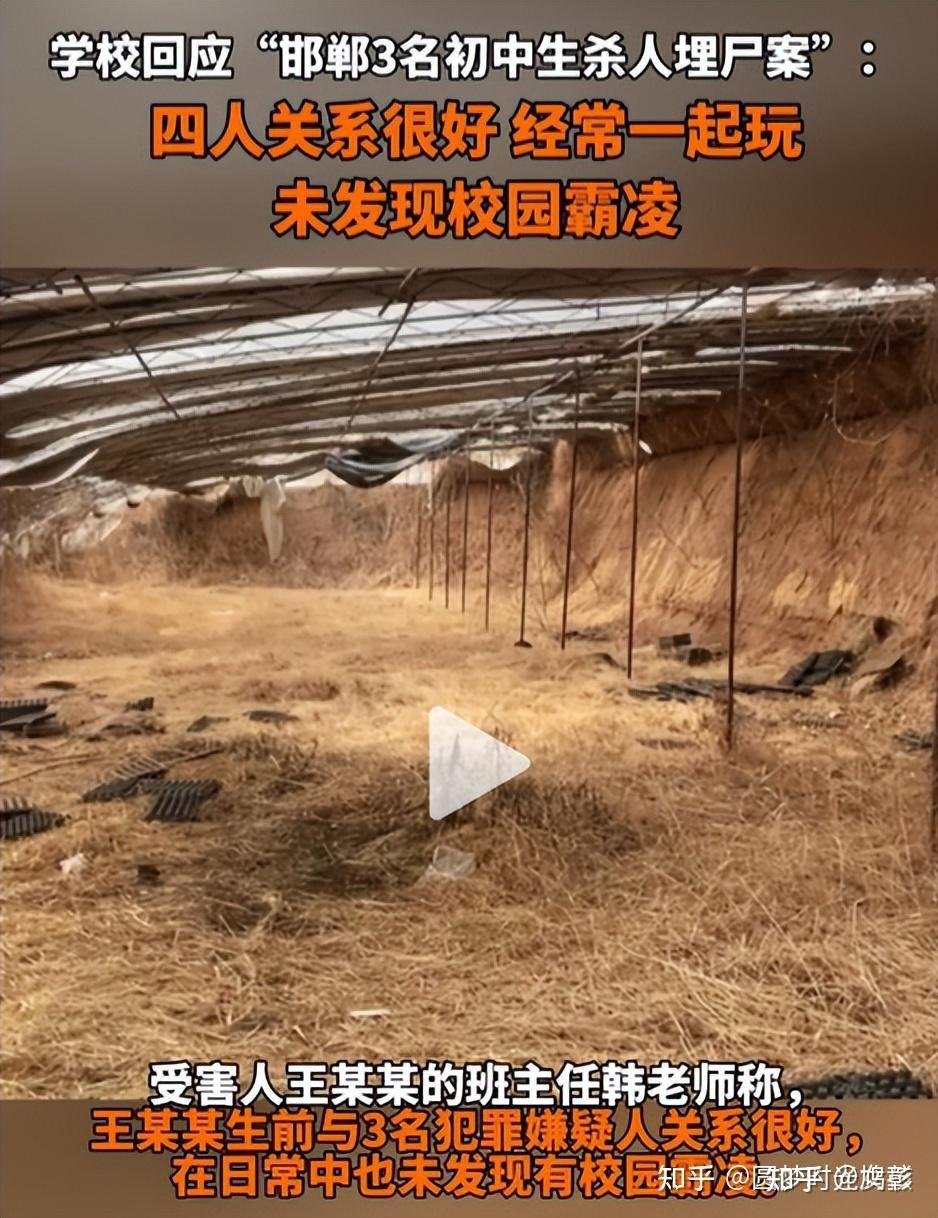 学校回应“邯郸3名初中生杀人埋尸案”：
四人关系很好 经常一起玩
未发现校园霸凌
受害人王某某的班主任韩老师称，
王某某生前与3名犯罪嫌疑人关系很好，
在日常中也未发现有校园霸凌。
知乎 @圆